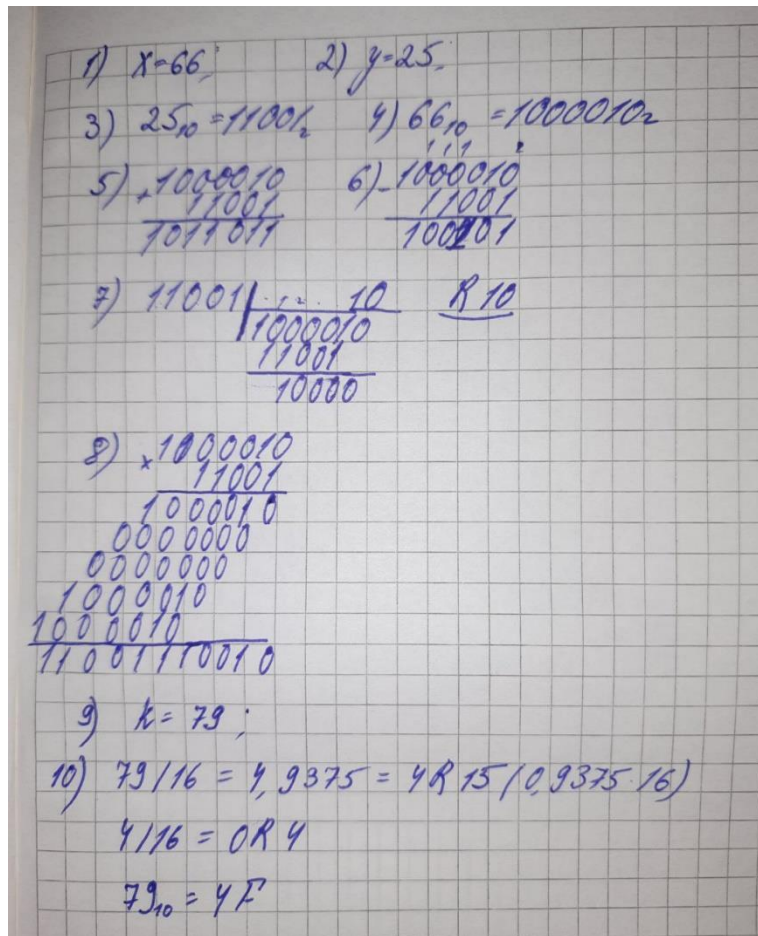 1) x=66; 2) y=25;
3) 25₁₀ = 11001₂ 4) 66₁₀ = 1000010₂
5) 1000010 6) 1000010
+ 11001 - 11001
1011011 101001
7) 11001 10 R 10
1000010
11001
10000
8) 1000010
x 11001
1000010
0000000
0000000
1000010
1000010
11001110010
9) k = 79;
10) 79/16 = 4,9375 = 4R15 (0,9375·16)
4/16 = 0R4
79₁₀ = 4F